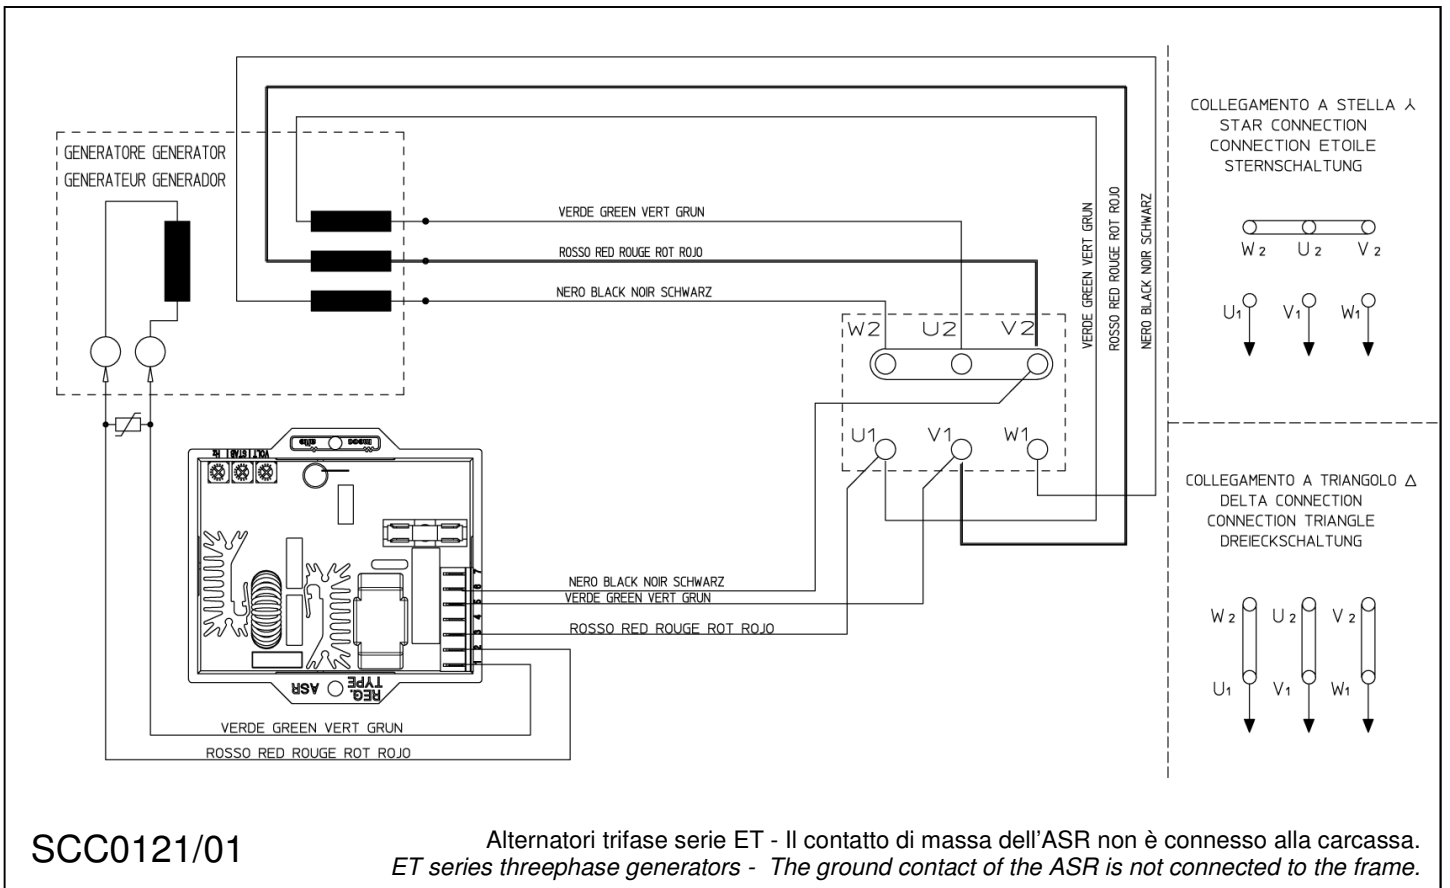 GENERATORE GENERATOR
GENERATEUR GENERADOR
VERDE GREEN VERT GRUN
ROSSO RED ROUGE ROT ROJO
NERO BLACK NOIR SCHWARZ
VERDE GREEN VERT GRUN
ROSSO RED ROUGE ROT ROJO
NERO BLACK NOIR SCHWARZ
W2 U2 V2
U1 V1 W1
Hz STAB VOLT
7
6
5
4
3
2
1
NERO BLACK NOIR SCHWARZ
VERDE GREEN VERT GRUN
ROSSO RED ROUGE ROT ROJO
REG. 
TYPE
ASR
VERDE GREEN VERT GRUN
ROSSO RED ROUGE ROT ROJO
COLLEGAMENTO A STELLA
STAR CONNECTION
CONNECTION ETOILE
STERNSCHALTUNG
W2 U2 V2
U1 V1 W1
COLLEGAMENTO A TRIANGOLO Δ
DELTA CONNECTION
CONNECTION TRIANGLE
DREIECKSCHALTUNG
W2 U2 V2
U1 V1 W1
SCC0121/01
Alternatori trifase serie ET - Il contatto di massa dell'ASR non è connesso alla carcassa.
ET series threephase generators - The ground contact of the ASR is not connected to the frame.